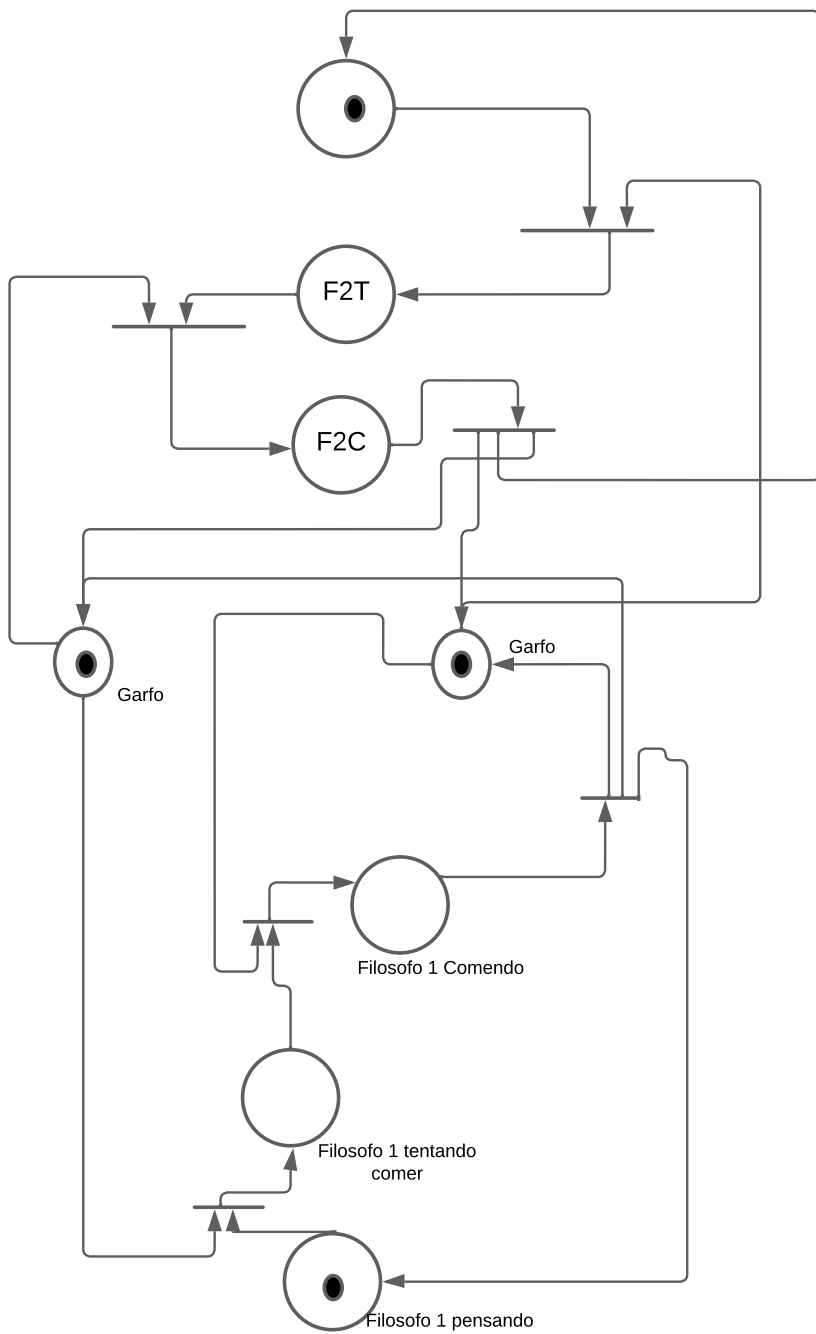 F2T
F2C
Garfo
Garfo
Filosofo 1 Comendo
Filosofo 1 tentando
comer
Filosofo 1 pensando